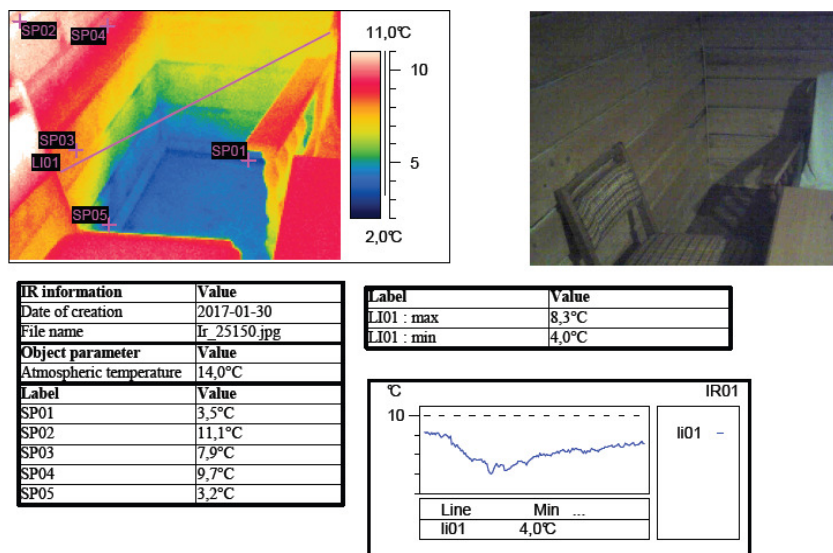 SP02
SP04
SP03
LI01
SP01
SP05
11,0°C
10
5
2,0°C
IR information Value
Date of creation 2017-01-30
File name Ir_25150.jpg
Object parameter Value
Atmospheric temperature 14,0°C
Label Value
SP01 3,5°C
SP02 11,1°C
SP03 7,9°C
SP04 9,7°C
SP05 3,2°C
Label Value
LI01 : max 8,3°C
LI01 : min 4,0°C
°C IR01
10
li01
Line Min ...
li01 4,0°C